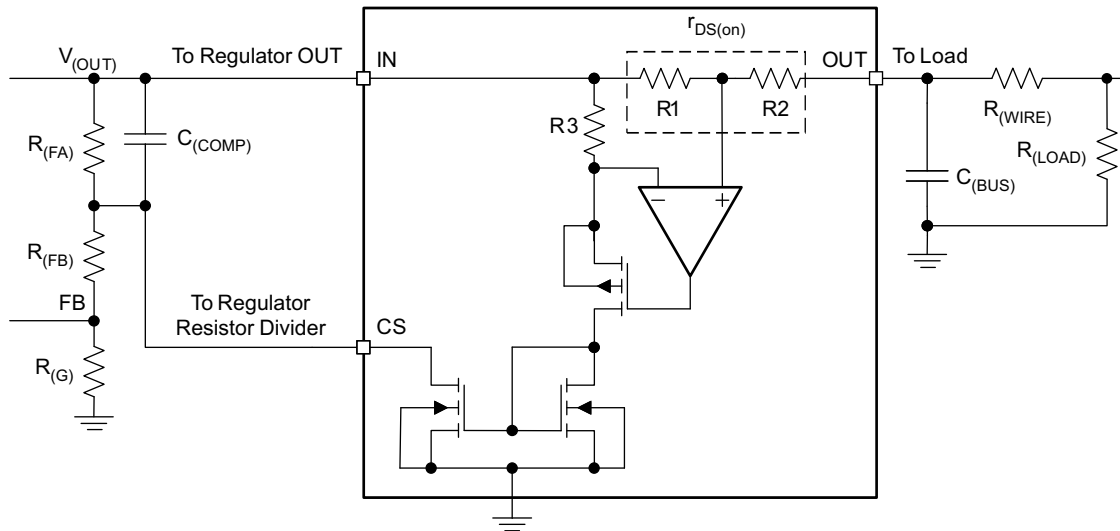 r_DS(on)
V_(OUT)
To Regulator OUT
IN
OUT
To Load
R1
R2
R3
R_(WIRE)
R_(FA)
C_(COMP)
R_(LOAD)
C_(BUS)
−
+
R_(FB)
FB
To Regulator
Resistor Divider
CS
R_(G)